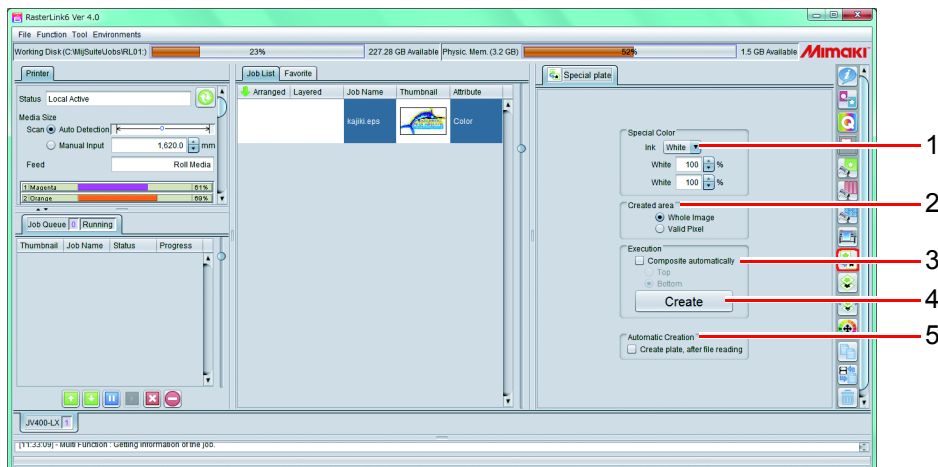 RasterLink6 Ver 4.0
File Function Tool Environments
Working Disk (C:\MijSuite\Jobs\RL01:) 23% 227.28 GB Available Physic. Mem. (3.2 GB) 52% 1.5 GB Available Mimaki
Printer
Status Local Active
Media Size
Scan Auto Detection
Manual Input 1,620.0 mm
Feed Roll Media
1 Magenta 61%
2 Orange 69%
Job Queue 0 Running
Thumbnail Job Name Status Progress
JV400-LX 1
[11:33:09] - Multi Function : Getting information of the job.
Job List Favorite
Arranged Layered Job Name Thumbnail Attribute
kajiki.eps Color
Special plate
Special Color
Ink White 1
White 100 %
White 100 %
Created area 2
Whole Image
Valid Pixel
Execution
Composite automatically 3
Top
Bottom
Create 4
Automatic Creation 5
Create plate, after file reading